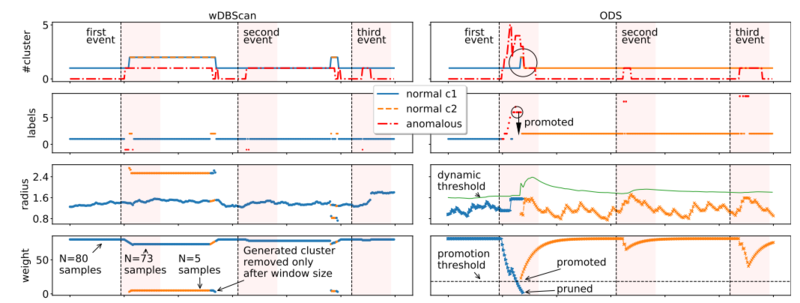 wDBScan
ODS
#cluster
5
0
first
event
second
event
third
event
first
event
second
event
third
event
normal c1
normal c2
anomalous
labels
5
0
promoted
radius
2.4
1.6
0.8
dynamic
threshold
weight
50
0
N=80
samples
N=73
samples
N=5
samples
Generated cluster
removed only
after window size
promotion
threshold
promoted
pruned